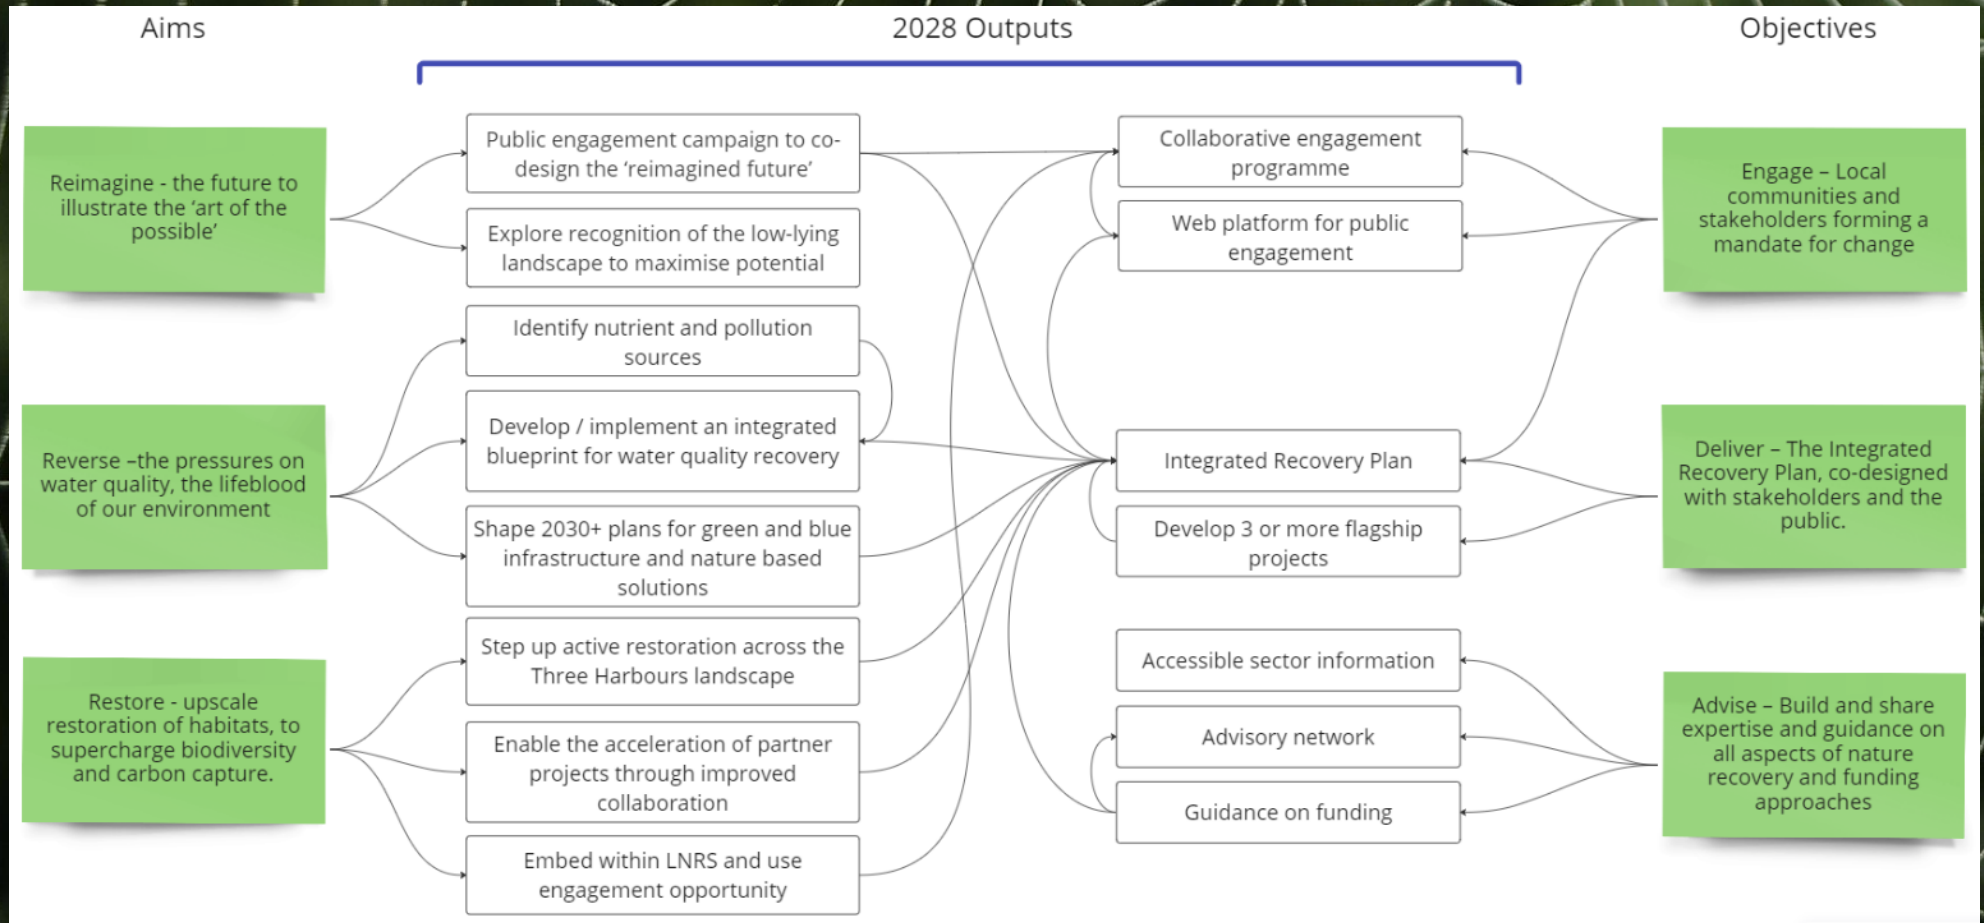 Aims
2028 Outputs
Objectives
Reimagine - the future to
illustrate the ‘art of the
possible’
Reverse –the pressures on
water quality, the lifeblood
of our environment
Restore - upscale
restoration of habitats, to
supercharge biodiversity
and carbon capture.
Public engagement campaign to co-
design the ‘reimagined future’
Explore recognition of the low-lying
landscape to maximise potential
Identify nutrient and pollution
sources
Develop / implement an integrated
blueprint for water quality recovery
Shape 2030+ plans for green and blue
infrastructure and nature based
solutions
Step up active restoration across the
Three Harbours landscape
Enable the acceleration of partner
projects through improved
collaboration
Embed within LNRS and use
engagement opportunity
Collaborative engagement
programme
Web platform for public
engagement
Integrated Recovery Plan
Develop 3 or more flagship
projects
Accessible sector information
Advisory network
Guidance on funding
Engage – Local
communities and
stakeholders forming a
mandate for change
Deliver – The Integrated
Recovery Plan, co-designed
with stakeholders and the
public.
Advise – Build and share
expertise and guidance on
all aspects of nature
recovery and funding
approaches